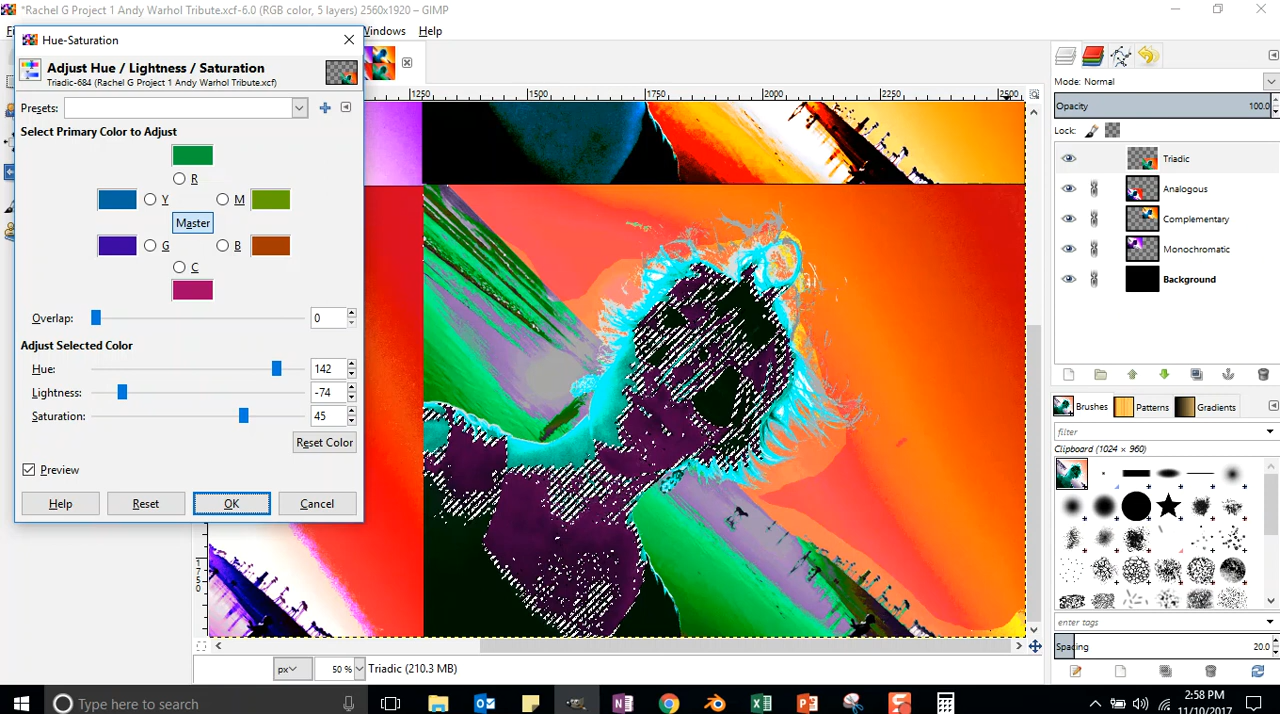 *Rachel G Project 1 Andy Warhol Tribute.xcf-6.0 (RGB color, 5 layers) 2560x1920 – GIMP
Windows Help
Hue-Saturation
Adjust Hue / Lightness / Saturation
Triadic-684 (Rachel G Project 1 Andy Warhol Tribute.xcf)
Presets:
Select Primary Color to Adjust
R
Y M
Master
G B
C
Overlap: 0
Adjust Selected Color
Hue: 142
Lightness: -74
Saturation: 45
Reset Color
Preview
Help Reset OK Cancel
1250 1500 1750 2000 2250 2500
1750
px 50 % Triadic (210.3 MB)
Mode: Normal
Opacity 100.0
Lock:
Triadic
Analogous
Complementary
Monochromatic
Background
Brushes Patterns Gradients
filter
Clipboard (1024 × 960)
enter tags
Spacing 20.0
Type here to search
2:58 PM
11/10/2017